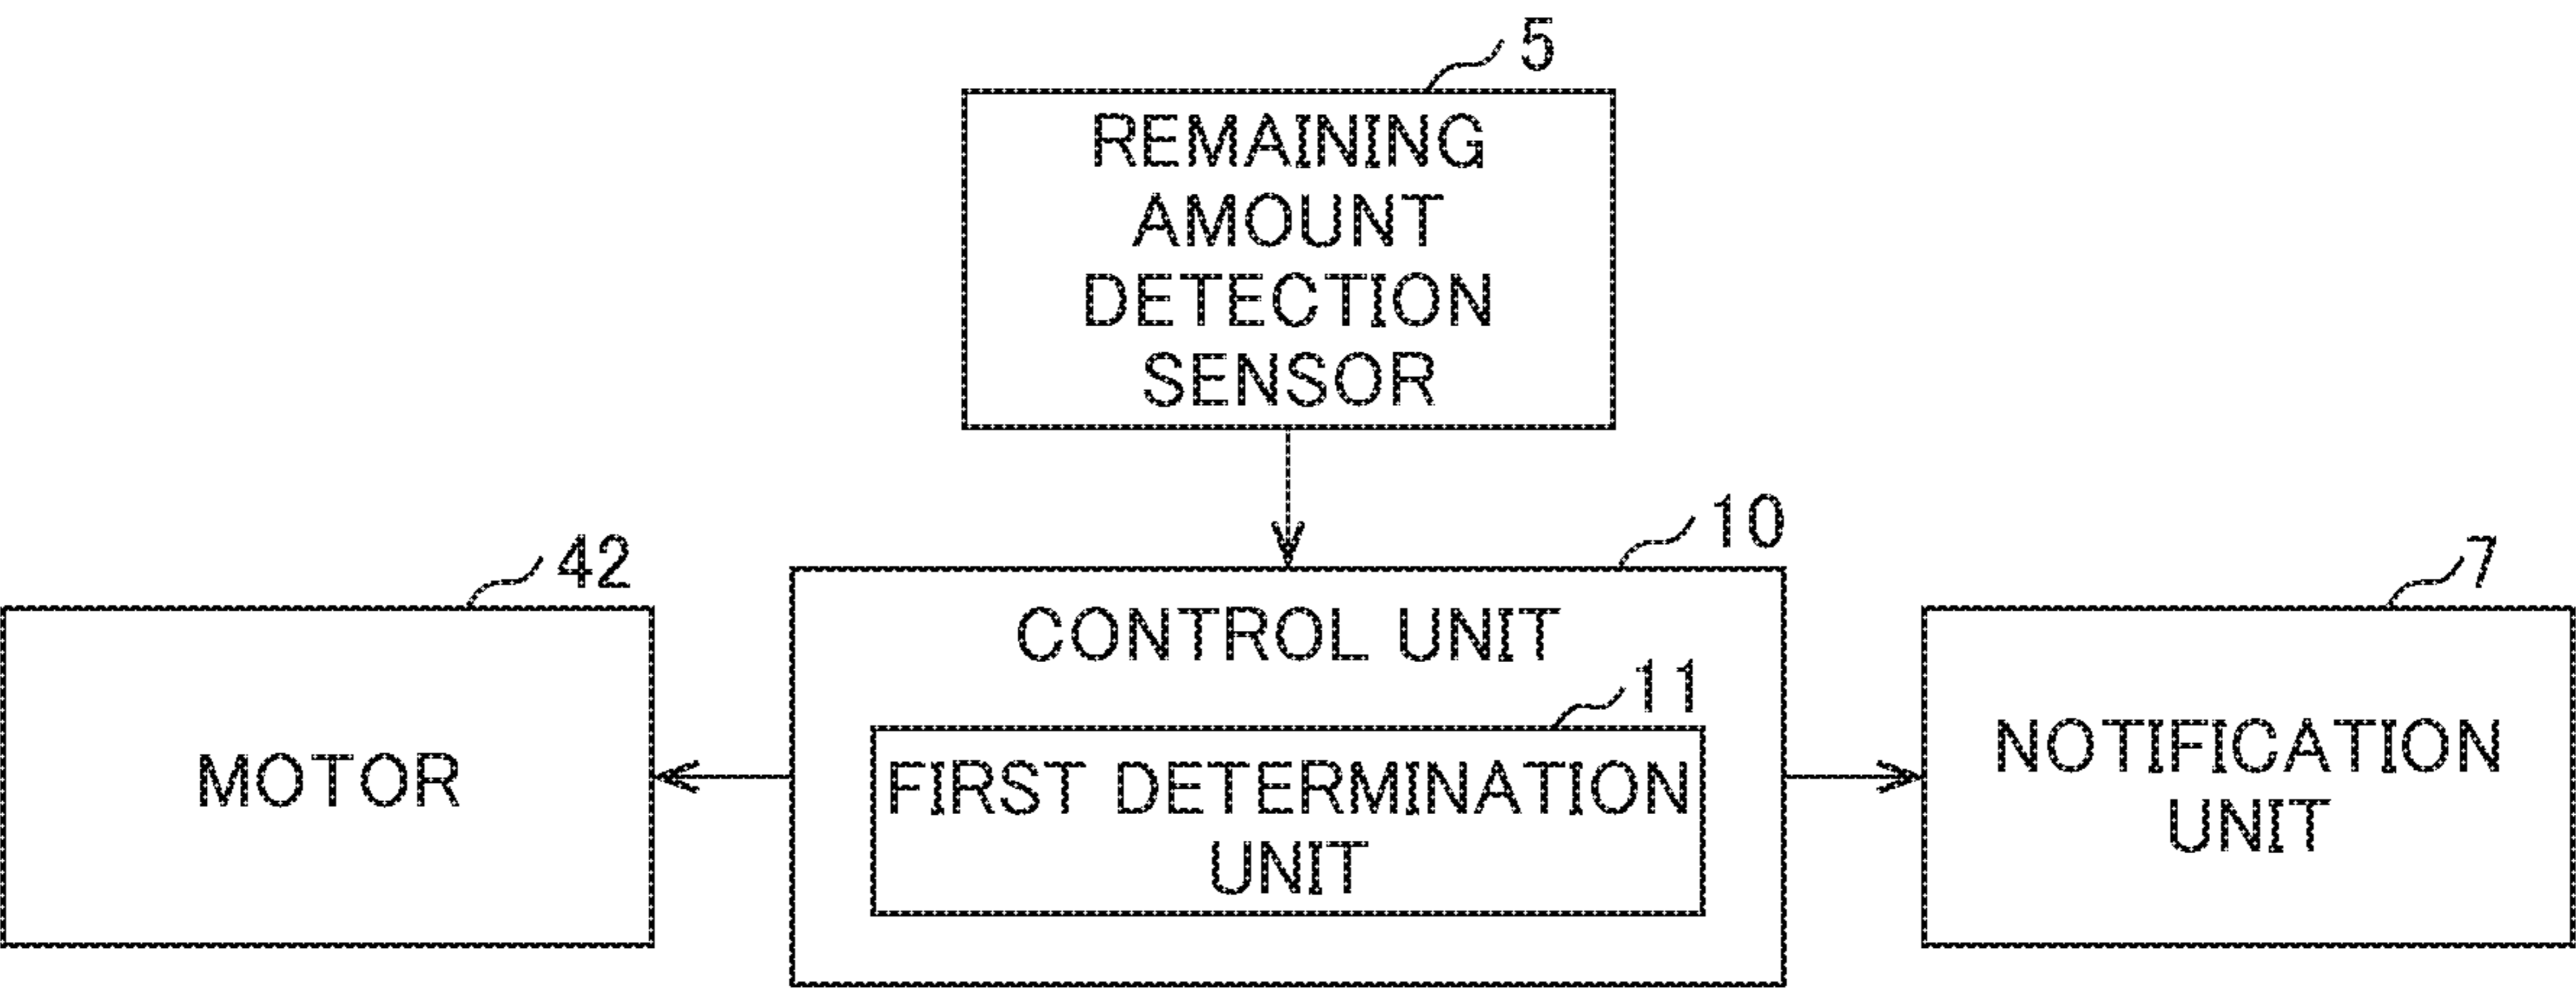 5
REMAINING
AMOUNT
DETECTION
SENSOR
10
42
7
CONTROL UNIT
11
MOTOR
FIRST DETERMINATION
UNIT
NOTIFICATION
UNIT